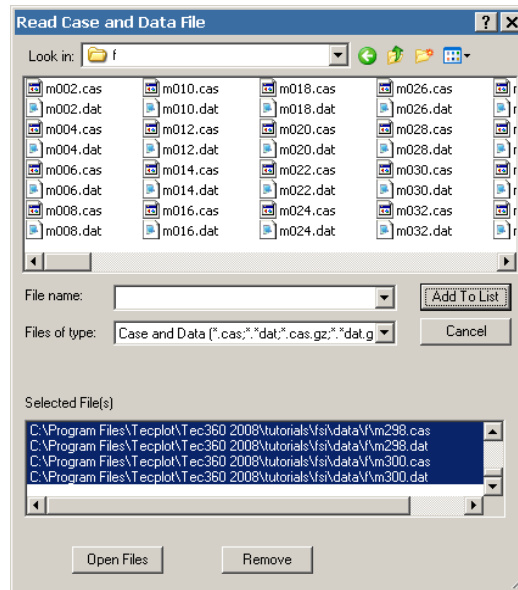 Read Case and Data File
Look in: f
m002.cas m010.cas m018.cas m026.cas
m002.dat m010.dat m018.dat m026.dat
m004.cas m012.cas m020.cas m028.cas
m004.dat m012.dat m020.dat m028.dat
m006.cas m014.cas m022.cas m030.cas
m006.dat m014.dat m022.dat m030.dat
m008.cas m016.cas m024.cas m032.cas
m008.dat m016.dat m024.dat m032.dat
File name: Add To List
Files of type: Case and Data (*.cas;*.*dat;*.cas.gz;*.*dat.g Cancel
Selected File(s)
C:\Program Files\Tecplot\Tec360 2008\tutorials\fsi\data\f\m298.cas
C:\Program Files\Tecplot\Tec360 2008\tutorials\fsi\data\f\m298.dat
C:\Program Files\Tecplot\Tec360 2008\tutorials\fsi\data\f\m300.cas
C:\Program Files\Tecplot\Tec360 2008\tutorials\fsi\data\f\m300.dat
Open Files Remove